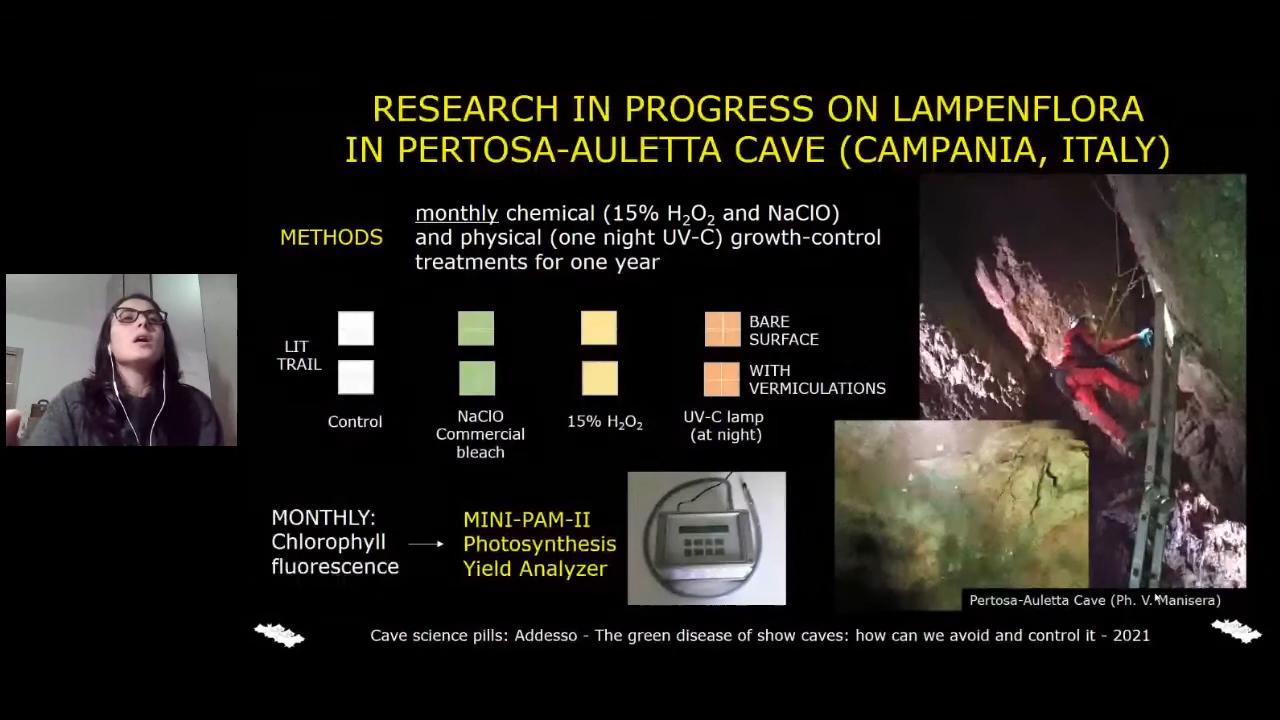 RESEARCH IN PROGRESS ON LAMPENFLORA
IN PERTOSA-AULETTA CAVE (CAMPANIA, ITALY)
METHODS
monthly chemical (15% H₂O₂ and NaClO)
and physical (one night UV-C) growth-control
treatments for one year
LIT
TRAIL
BARE
SURFACE
WITH
VERMICULATIONS
Control
NaClO
Commercial
bleach
15% H₂O₂
UV-C lamp
(at night)
MONTHLY:
Chlorophyll
fluorescence
MINI-PAM-II
Photosynthesis
Yield Analyzer
Pertosa-Auletta Cave (Ph. V. Manisera)
Cave science pills: Addesso - The green disease of show caves: how can we avoid and control it - 2021